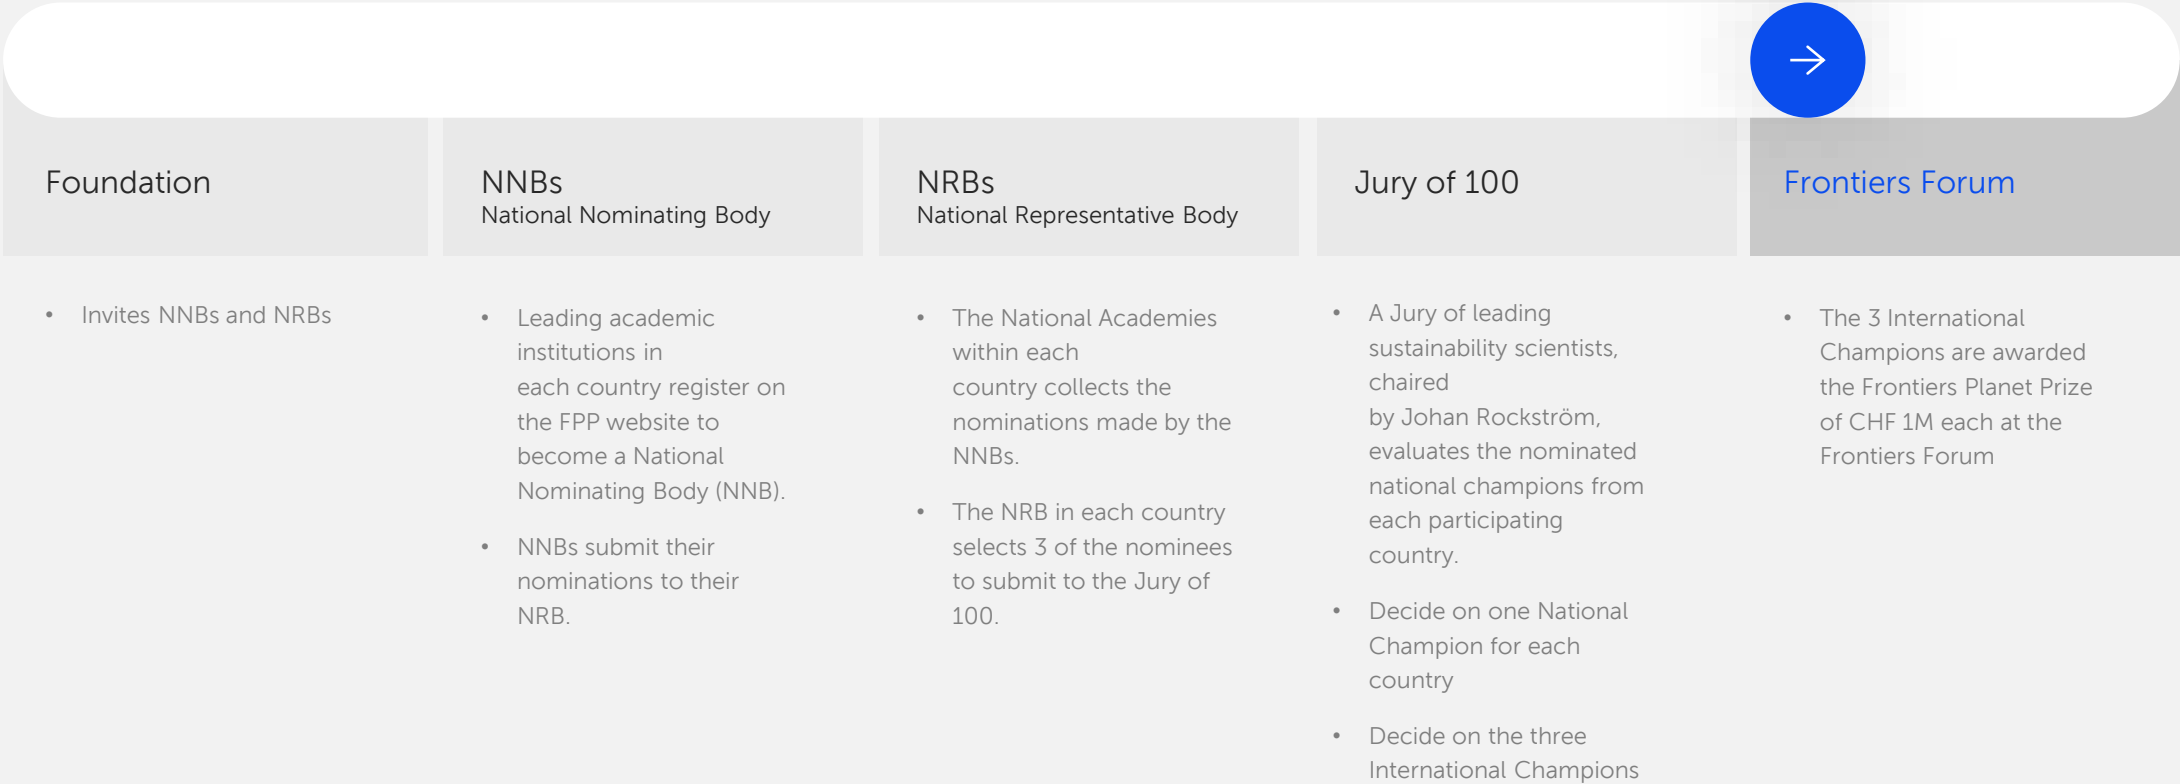 Foundation
• Invites NNBs and NRBs
NNBs
National Nominating Body
• Leading academic
institutions in
each country register on
the FPP website to
become a National
Nominating Body (NNB).
• NNBs submit their
nominations to their
NRB.
NRBs
National Representative Body
• The National Academies
within each
country collects the
nominations made by the
NNBs.
• The NRB in each country
selects 3 of the nominees
to submit to the Jury of
100.
Jury of 100
• A Jury of leading
sustainability scientists,
chaired
by Johan Rockström,
evaluates the nominated
national champions from
each participating
country.
• Decide on one National
Champion for each
country
• Decide on the three
International Champions
Frontiers Forum
• The 3 International
Champions are awarded
the Frontiers Planet Prize
of CHF 1M each at the
Frontiers Forum